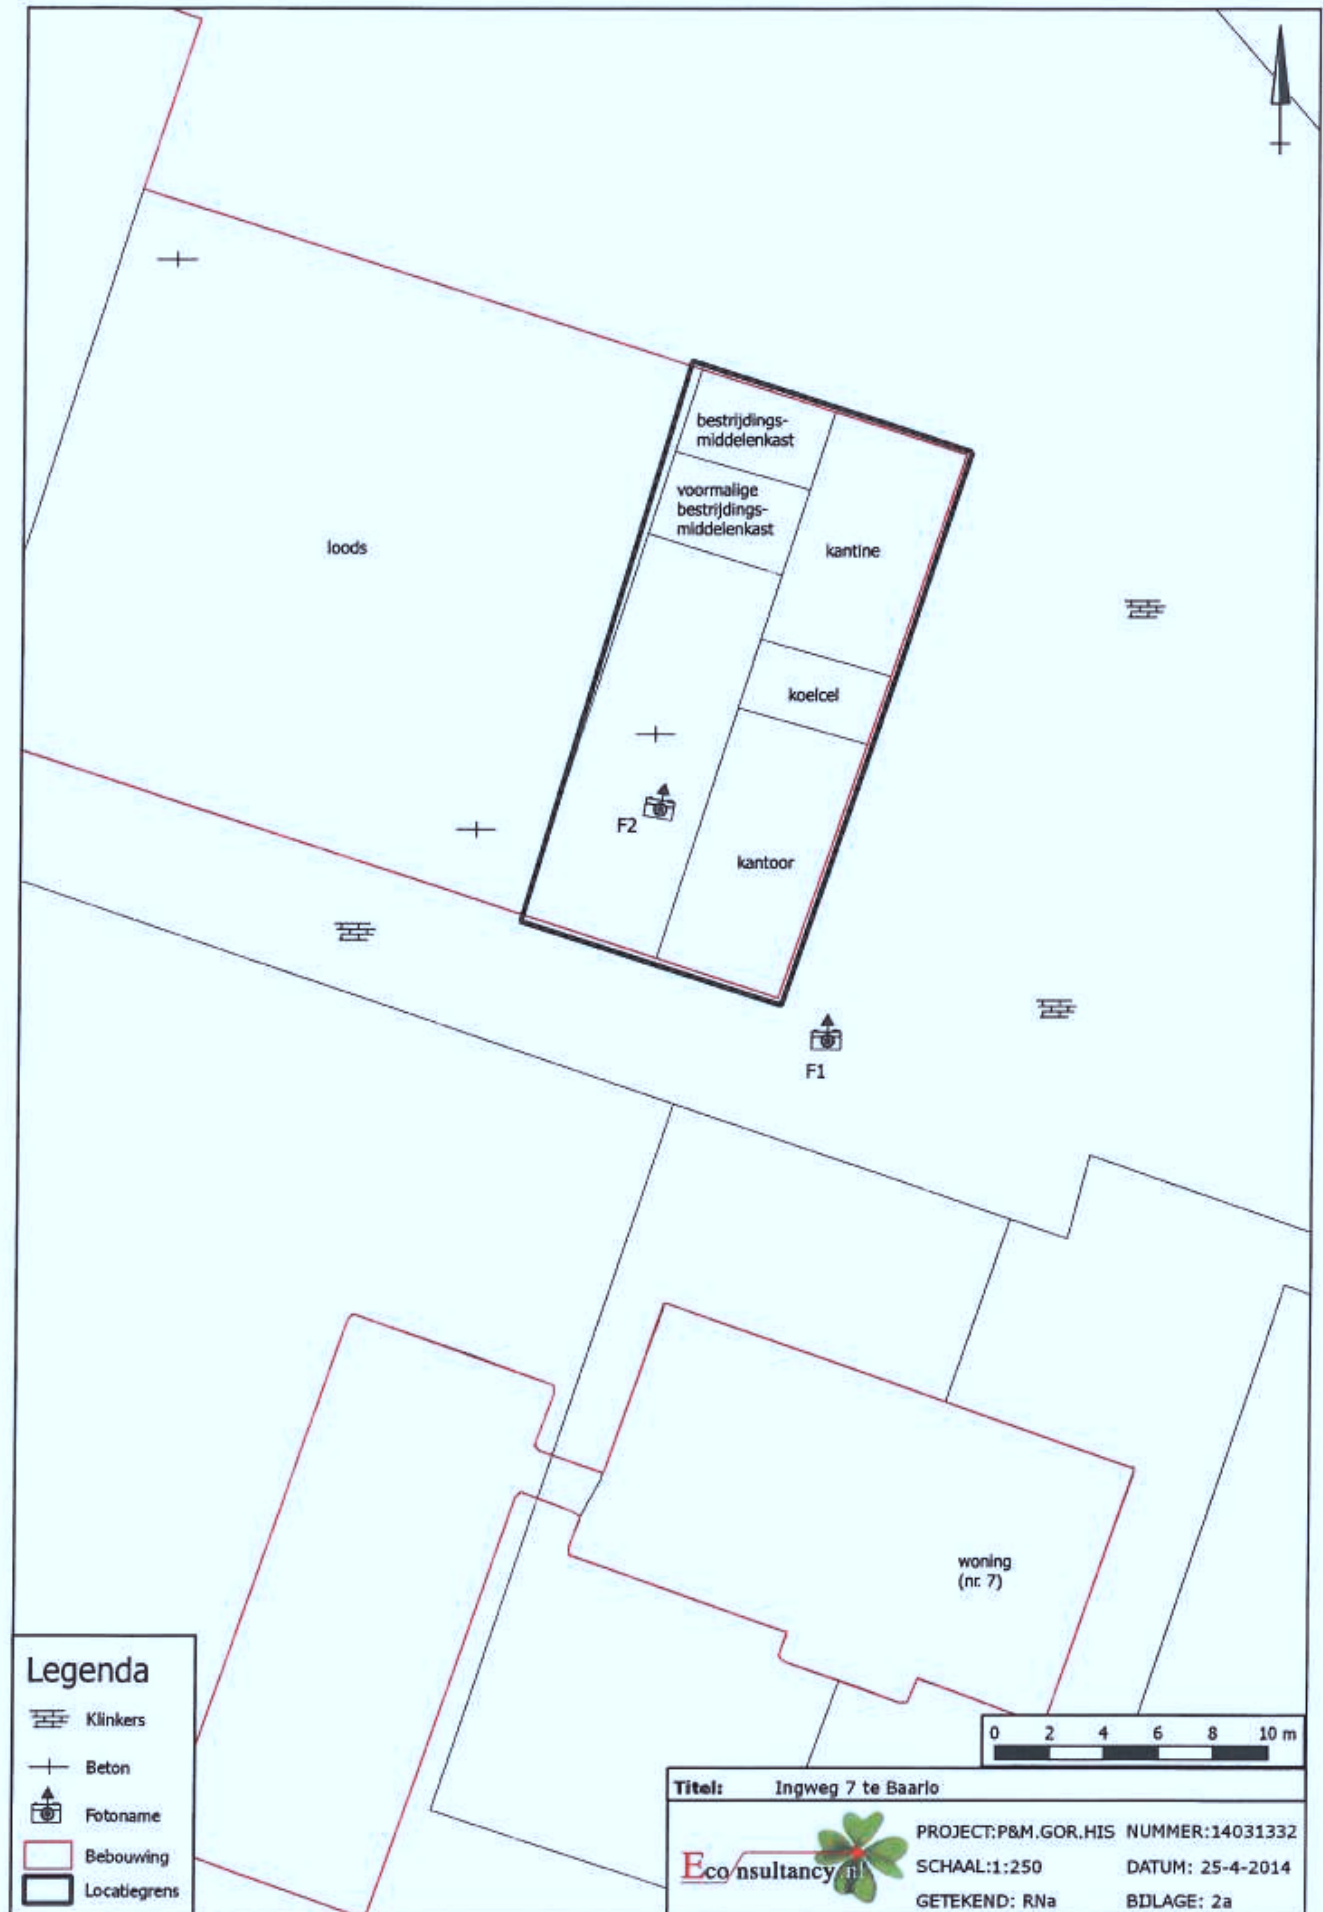 bestrijdings-
middelenkast
voormalige
bestrijdings-
middelenkast
loods
kantine
koelcel
F2
kantoor
F1
woning
(nr. 7)
Legenda
Klinkers
Beton
Fotoname
Bebouwing
Locatiegrens
0 2 4 6 8 10 m
Titel: Ingweg 7 te Baarlo
Econsultancy.nl
PROJECT:P&M.GOR.HIS NUMMER:14031332
SCHAAL:1:250 DATUM: 25-4-2014
GETEKEND: RNa BIJLAGE: 2a